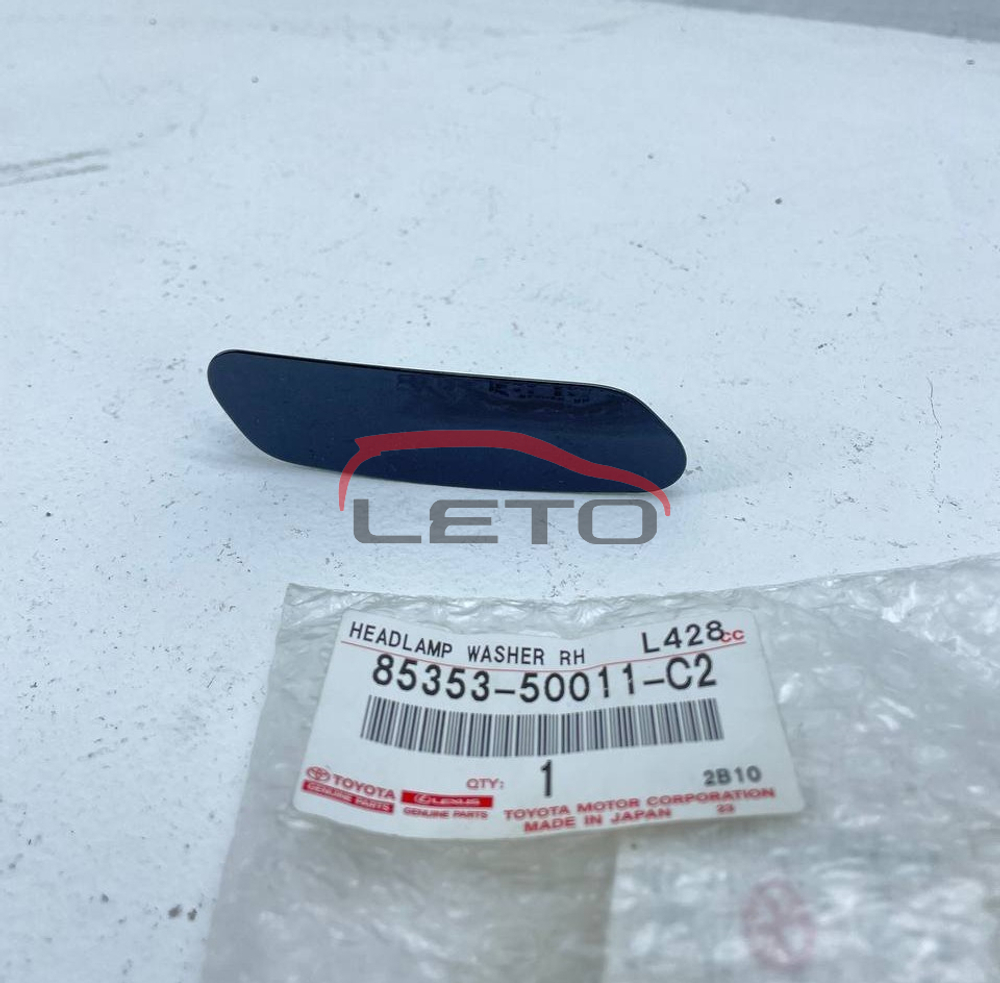 LETO
HEADLAMP WASHER RH L428CC
85353-50011-C2
TOYOTA QTY: 1 2B10
GENUINE PARTS LEXUS TOYOTA MOTOR CORPORATION
GENUINE PARTS MADE IN JAPAN 23